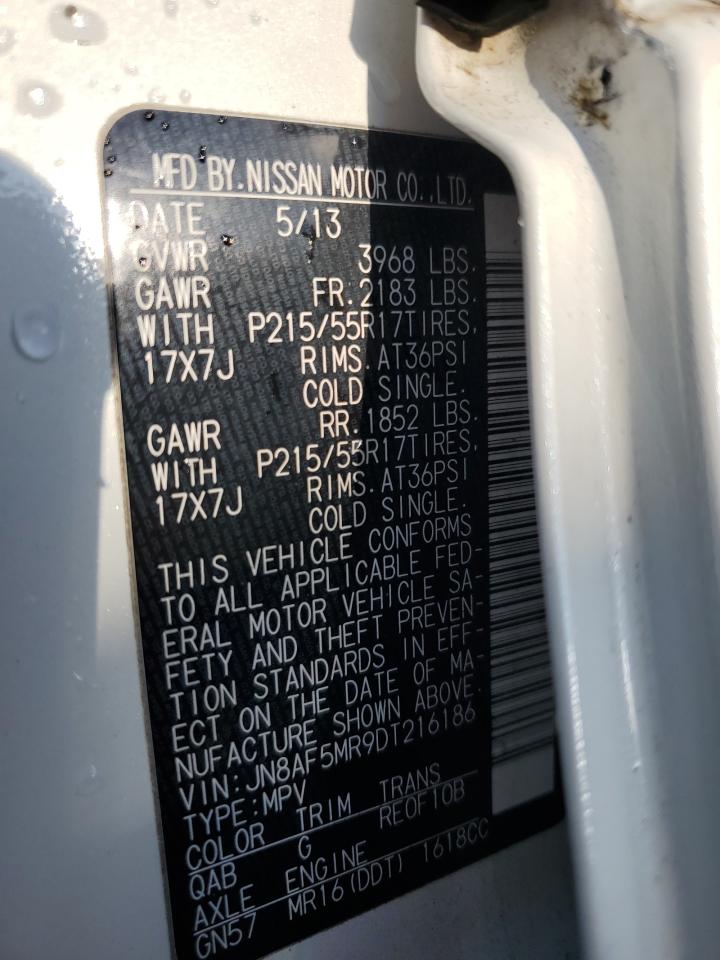 MFD BY.NISSAN MOTOR CO.,LTD.
DATE 5/13
GVWR 3968 LBS.
GAWR FR.2183 LBS.
WITH P215/55R17TIRES,
17X7J RIMS.AT36PSI
COLD SINGLE.
GAWR RR.1852 LBS.
WITH P215/55R17TIRES,
17X7J RIMS.AT36PSI
COLD SINGLE.
THIS VEHICLE CONFORMS
TO ALL APPLICABLE FED-
ERAL MOTOR VEHICLE SA-
FETY AND THEFT PREVEN-
TION STANDARDS IN EFF-
ECT ON THE DATE OF MA-
NUFACTURE SHOWN ABOVE.
VIN:JN8AF5MR9DT216186
TYPE:MPV
COLOR TRIM TRANS
QAB G RE0F10B
AXLE ENGINE
GN57 MR16(DDT) 1618CC